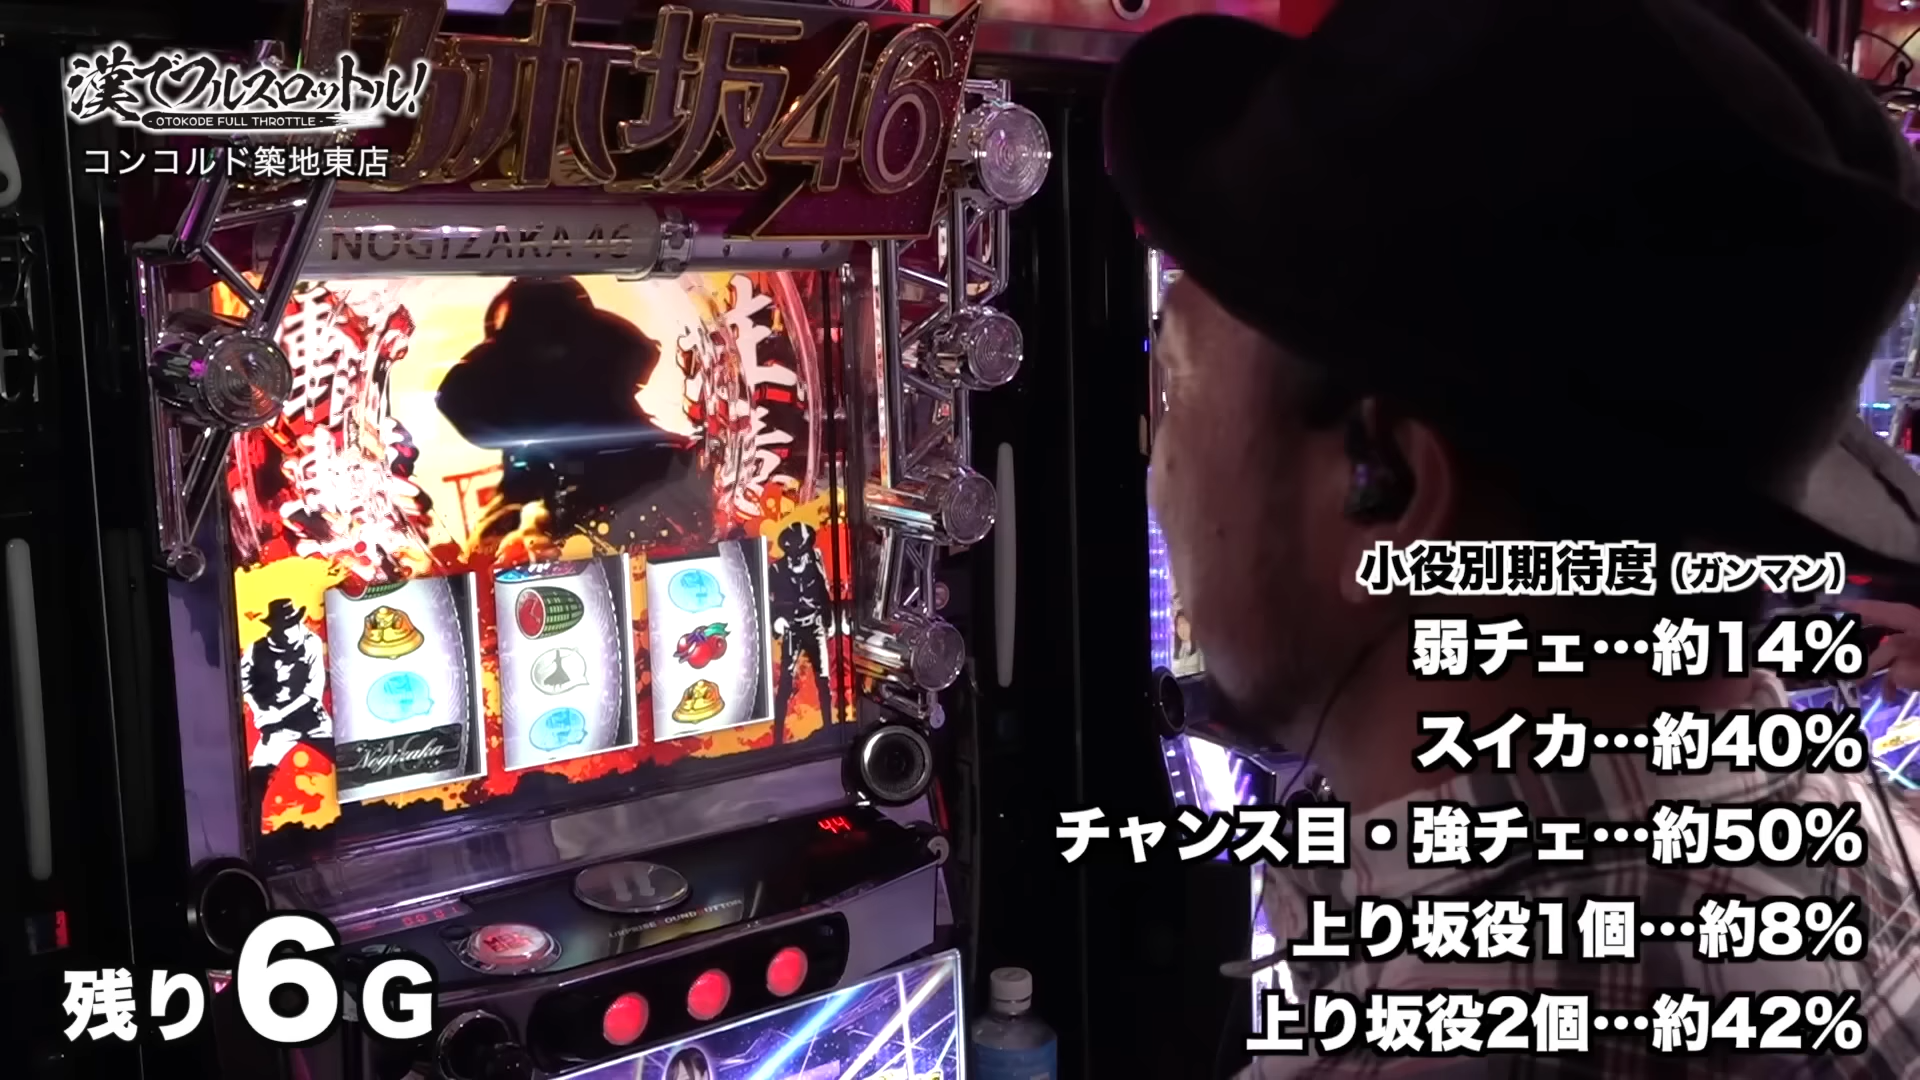 漢でフルスロットル!
- OTOKODE FULL THROTTLE -
コンコルド築地東店
乃木坂46
NOGIZAKA 46
Nogizaka
44
小役別期待度（ガンマン）
弱チェ…約14%
スイカ…約40%
チャンス目・強チェ…約50%
上り坂役1個…約8%
上り坂役2個…約42%
残り6G